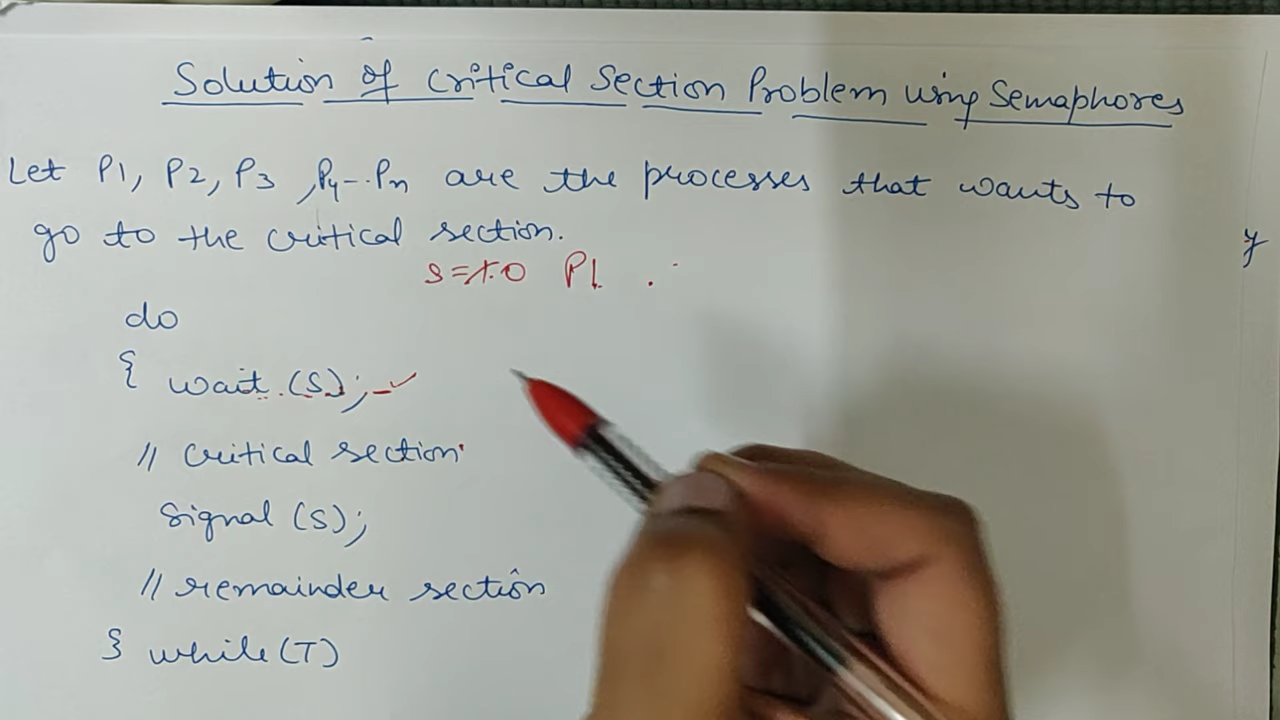 Solution of Critical Section Problem using Semaphores
Let P1, P2, P3, P4--Pn are the processes that wants to
go to the critical section.
y
S=1.0 P1
do
{ wait (S);
// critical section
Signal (S);
// remainder section
} while (T)